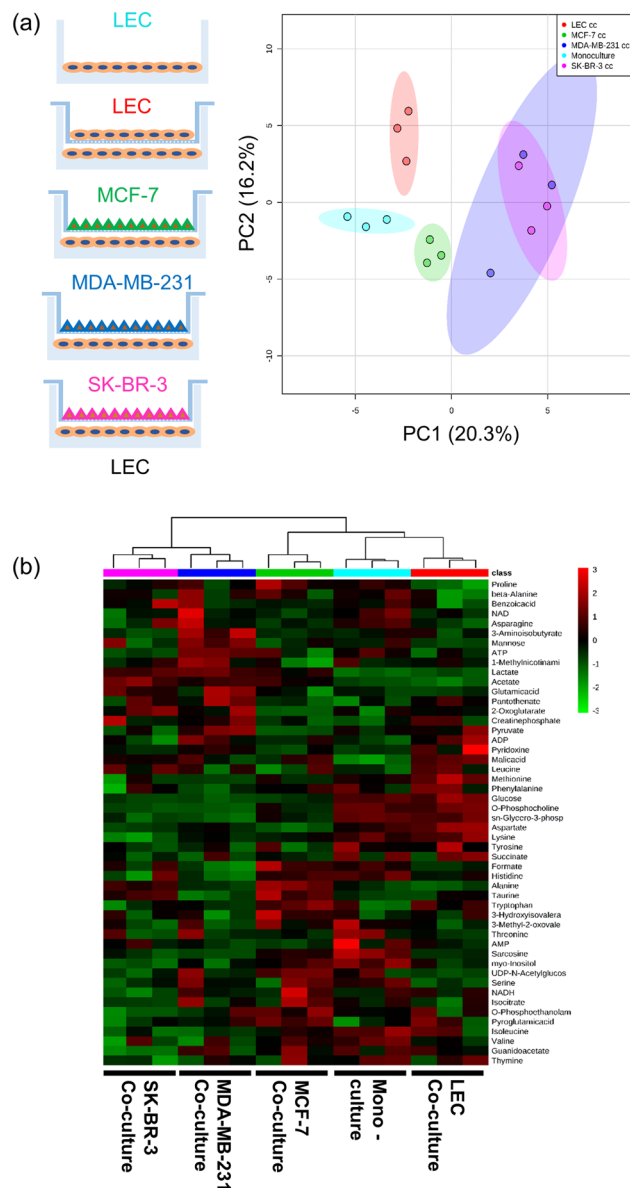 (a)
LEC
LEC
MCF-7
MDA-MB-231
SK-BR-3
LEC
LEC cc
MCF-7 cc
MDA-MB-231 cc
Monoculture
SK-BR-3 cc
PC2 (16.2%)
10
5
0
-5
-10
-5
0
5
PC1 (20.3%)
(b)
class
Proline
beta-Alanine
Benzoicacid
NAD
Asparagine
3-Aminoisobutyrate
Mannose
ATP
1-Methylnicotinami
Lactate
Acetate
Glutamicacid
Pantothenate
2-Oxoglutarate
Creatinephosphate
Pyruvate
ADP
Pyridoxine
Malicacid
Leucine
Methionine
Phenylalanine
Glucose
O-Phosphocholine
sn-Glycero-3-phosp
Aspartate
Lysine
Tyrosine
Succinate
Formate
Histidine
Alanine
Taurine
Tryptophan
3-Hydroxyisovalera
3-Methyl-2-oxovale
Threonine
AMP
Sarcosine
myo-Inositol
UDP-N-Acetylglucos
Serine
NADH
Isocitrate
O-Phosphoethanolam
Pyroglutamicacid
Isoleucine
Valine
Guanidoacetate
Thymine
3
2
1
0
-1
-2
-3
SK-BR-3
Co-culture
MDA-MB-231
Co-culture
MCF-7
Co-culture
Mono -
culture
LEC
Co-culture